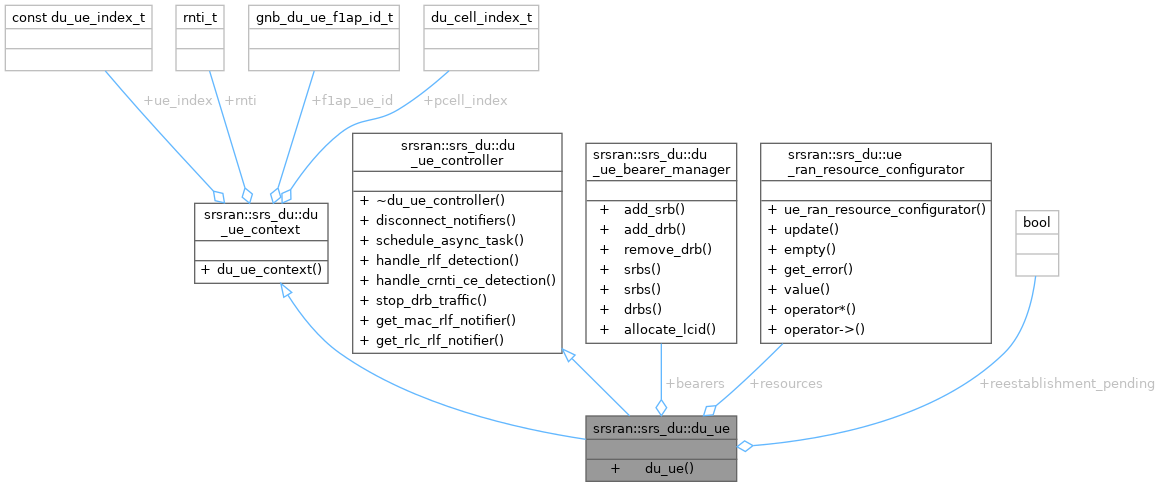 const du_ue_index_t
rnti_t
gnb_du_ue_f1ap_id_t
du_cell_index_t
+ue_index
+rnti
+f1ap_ue_id
+pcell_index
srsran::srs_du::du
_ue_context
+ du_ue_context()
srsran::srs_du::du
_ue_controller
+ ~du_ue_controller()
+ disconnect_notifiers()
+ schedule_async_task()
+ handle_rlf_detection()
+ handle_crnti_ce_detection()
+ stop_drb_traffic()
+ get_mac_rlf_notifier()
+ get_rlc_rlf_notifier()
srsran::srs_du::du
_ue_bearer_manager
+ add_srb()
+ add_drb()
+ remove_drb()
+ srbs()
+ srbs()
+ drbs()
+ allocate_lcid()
srsran::srs_du::ue
_ran_resource_configurator
+ ue_ran_resource_configurator()
+ update()
+ empty()
+ get_error()
+ value()
+ operator*()
+ operator->()
bool
+bearers
+resources
+reestablishment_pending
srsran::srs_du::du_ue
+ du_ue()